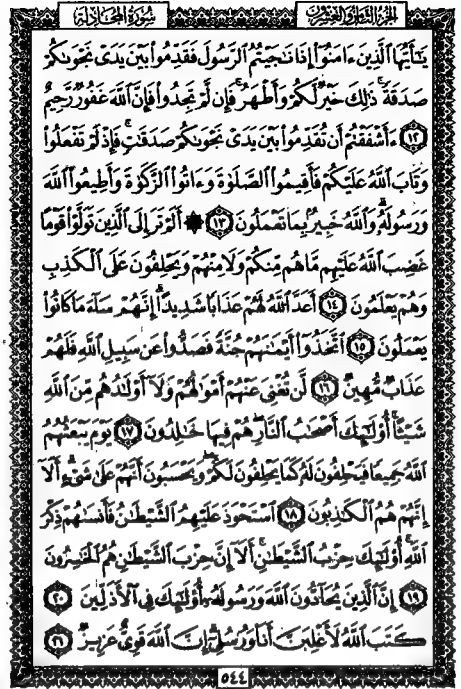 الجزء الثامن والعشرون سورة المجادلة
يَٰٓأَيُّهَا ٱلَّذِينَ ءَامَنُوٓاْ إِذَا نَٰجَيۡتُمُ ٱلرَّسُولَ فَقَدِّمُواْ بَيۡنَ يَدَيۡ نَجۡوَىٰكُمۡ
صَدَقَةٗۚ ذَٰلِكَ خَيۡرٞ لَّكُمۡ وَأَطۡهَرُۚ فَإِن لَّمۡ تَجِدُواْ فَإِنَّ ٱللَّهَ غَفُورٞ رَّحِيمٌ
١٢ ءَأَشۡفَقۡتُمۡ أَن تُقَدِّمُواْ بَيۡنَ يَدَيۡ نَجۡوَىٰكُمۡ صَدَقَٰتٖۚ فَإِذۡ لَمۡ تَفۡعَلُواْ
وَتَابَ ٱللَّهُ عَلَيۡكُمۡ فَأَقِيمُواْ ٱلصَّلَوٰةَ وَءَاتُواْ ٱلزَّكَوٰةَ وَأَطِيعُواْ ٱللَّهَ
وَرَسُولَهُۥۚ وَٱللَّهُ خَبِيرُۢ بِمَا تَعۡمَلُونَ ١٣ ۞ أَلَمۡ تَرَ إِلَى ٱلَّذِينَ تَوَلَّوۡاْ قَوۡمًا
غَضِبَ ٱللَّهُ عَلَيۡهِم مَّا هُم مِّنكُمۡ وَلَا مِنۡهُمۡ وَيَحۡلِفُونَ عَلَى ٱلۡكَذِبِ
وَهُمۡ يَعۡلَمُونَ ١٤ أَعَدَّ ٱللَّهُ لَهُمۡ عَذَابٗا شَدِيدًاۖ إِنَّهُمۡ سَآءَ مَا كَانُواْ
يَعۡمَلُونَ ١٥ ٱتَّخَذُوٓاْ أَيۡمَٰنَهُمۡ جُنَّةٗ فَصَدُّواْ عَن سَبِيلِ ٱللَّهِ فَلَهُمۡ
عَذَابٞ مُّهِينٞ ١٦ لَّن تُغۡنِيَ عَنۡهُمۡ أَمۡوَٰلُهُمۡ وَلَآ أَوۡلَٰدُهُم مِّنَ ٱللَّهِ
شَيۡـًٔاۚ أُوْلَٰٓئِكَ أَصۡحَٰبُ ٱلنَّارِۖ هُمۡ فِيهَا خَٰلِدُونَ ١٧ يَوۡمَ يَبۡعَثُهُمُ
ٱللَّهُ جَمِيعٗا فَيَحۡلِفُونَ لَهُۥ كَمَا يَحۡلِفُونَ لَكُمۡ وَيَحۡسَبُونَ أَنَّهُمۡ عَلَىٰ شَيۡءٍۚ أَلَآ
إِنَّهُمۡ هُمُ ٱلۡكَٰذِبُونَ ١٨ ٱسۡتَحۡوَذَ عَلَيۡهِمُ ٱلشَّيۡطَٰنُ فَأَنسَىٰهُمۡ ذِكۡرَ
ٱللَّهِۚ أُوْلَٰٓئِكَ حِزۡبُ ٱلشَّيۡطَٰنِۚ أَلَآ إِنَّ حِزۡبَ ٱلشَّيۡطَٰنِ هُمُ ٱلۡخَٰسِرُونَ
١٩ إِنَّ ٱلَّذِينَ يُحَآدُّونَ ٱللَّهَ وَرَسُولَهُۥٓ أُوْلَٰٓئِكَ فِي ٱلۡأَذَلِّينَ ٢٠
كَتَبَ ٱللَّهُ لَأَغۡلِبَنَّ أَنَا۠ وَرُسُلِيٓۚ إِنَّ ٱللَّهَ قَوِيٌّ عَزِيزٞ ٢١
٥٤٤